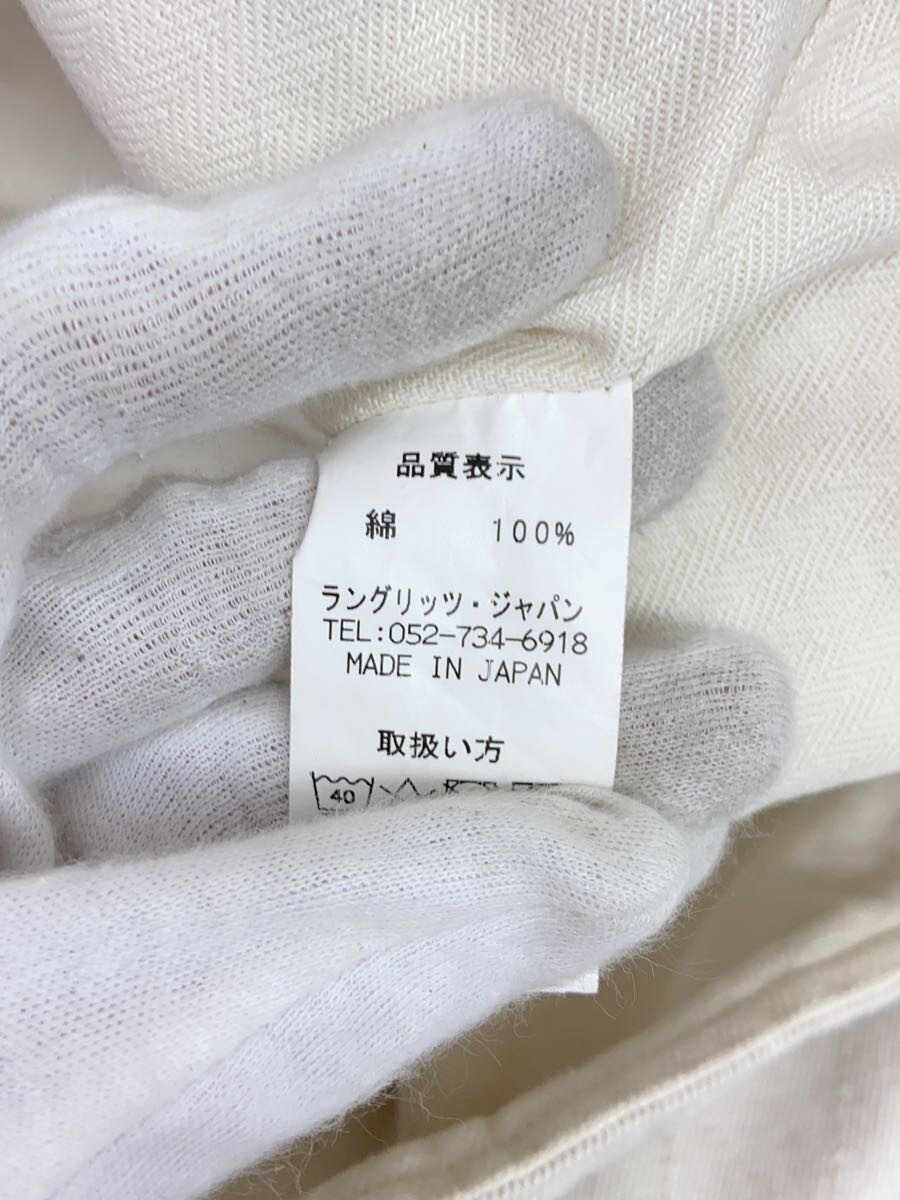 品質表示
綿 100%
ラングリッツ・ジャパン
TEL:052-734-6918
MADE IN JAPAN
取扱い方
40